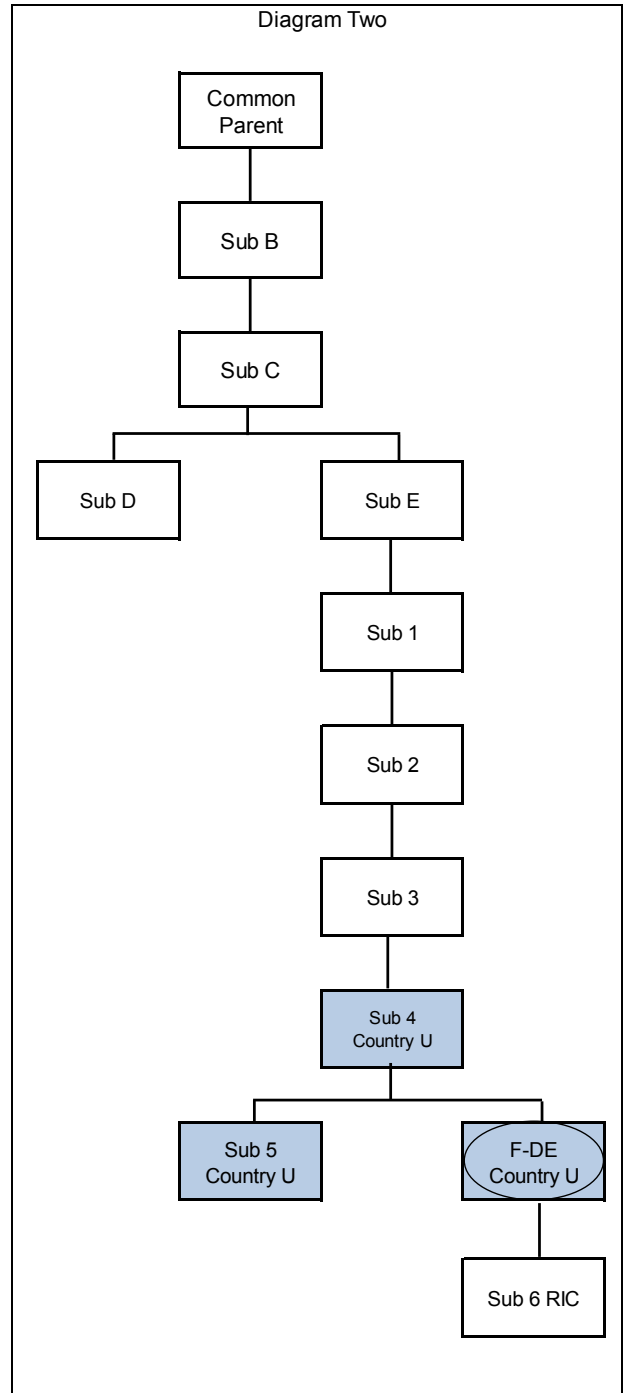 Diagram Two
Common
Parent
Sub B
Sub C
Sub D
Sub E
Sub 1
Sub 2
Sub 3
Sub 4
Country U
Sub 5
Country U
F-DE
Country U
Sub 6 RIC